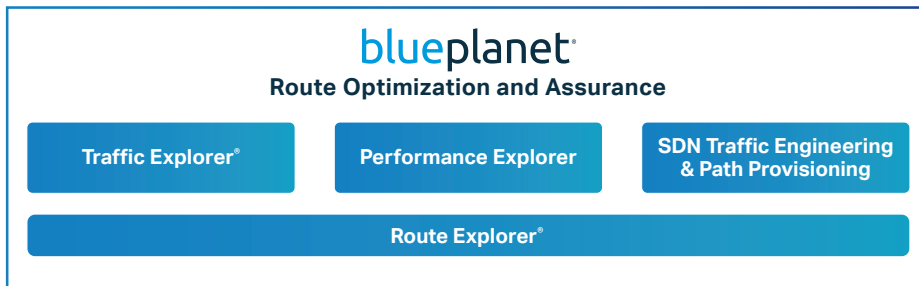 blueplanet®
Route Optimization and Assurance
Traffic Explorer®
Performance Explorer
SDN Traffic Engineering
& Path Provisioning
Route Explorer®